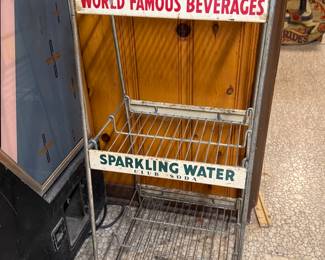 WORLD FAMOUS BEVERAGES
SPARKLING WATER
CLUB SODA